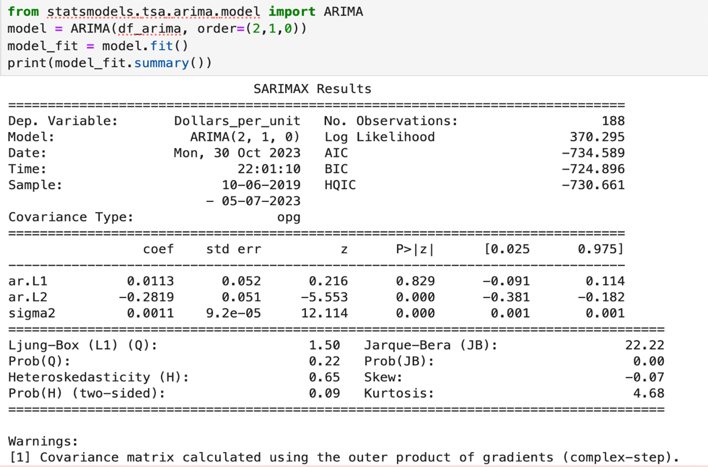 from statsmodels.tsa.arima.model import ARIMA
model = ARIMA(df_arima, order=(2,1,0))
model_fit = model.fit()
print(model_fit.summary())
SARIMAX Results
==============================================================================
Dep. Variable: Dollars_per_unit No. Observations: 188
Model: ARIMA(2, 1, 0) Log Likelihood 370.295
Date: Mon, 30 Oct 2023 AIC -734.589
Time: 22:01:10 BIC -724.896
Sample: 10-06-2019 HQIC -730.661
- 05-07-2023
Covariance Type: opg
==============================================================================
coef std err z P>|z| [0.025 0.975]
------------------------------------------------------------------------------
ar.L1 0.0113 0.052 0.216 0.829 -0.091 0.114
ar.L2 -0.2819 0.051 -5.553 0.000 -0.381 -0.182
sigma2 0.0011 9.2e-05 12.114 0.000 0.001 0.001
===================================================================================
Ljung-Box (L1) (Q): 1.50 Jarque-Bera (JB): 22.22
Prob(Q): 0.22 Prob(JB): 0.00
Heteroskedasticity (H): 0.65 Skew: -0.07
Prob(H) (two-sided): 0.09 Kurtosis: 4.68
===================================================================================
Warnings:
[1] Covariance matrix calculated using the outer product of gradients (complex-step).